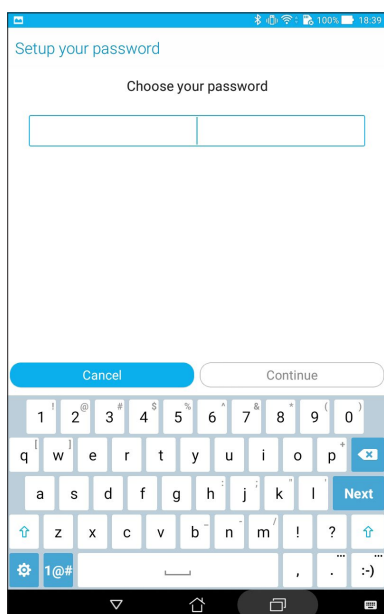 100% 18:39
Setup your password
Choose your password
Cancel Continue
1 ! 2 @ 3 # 4 $ 5 % 6 ^ 7 & 8 * 9 ( 0 )
q [ w ] e r t y u i o p +
a s d f g h : j ; k " l ' Next
z x c v b _ n - m / ! ?
1@# , . ... :-) ...